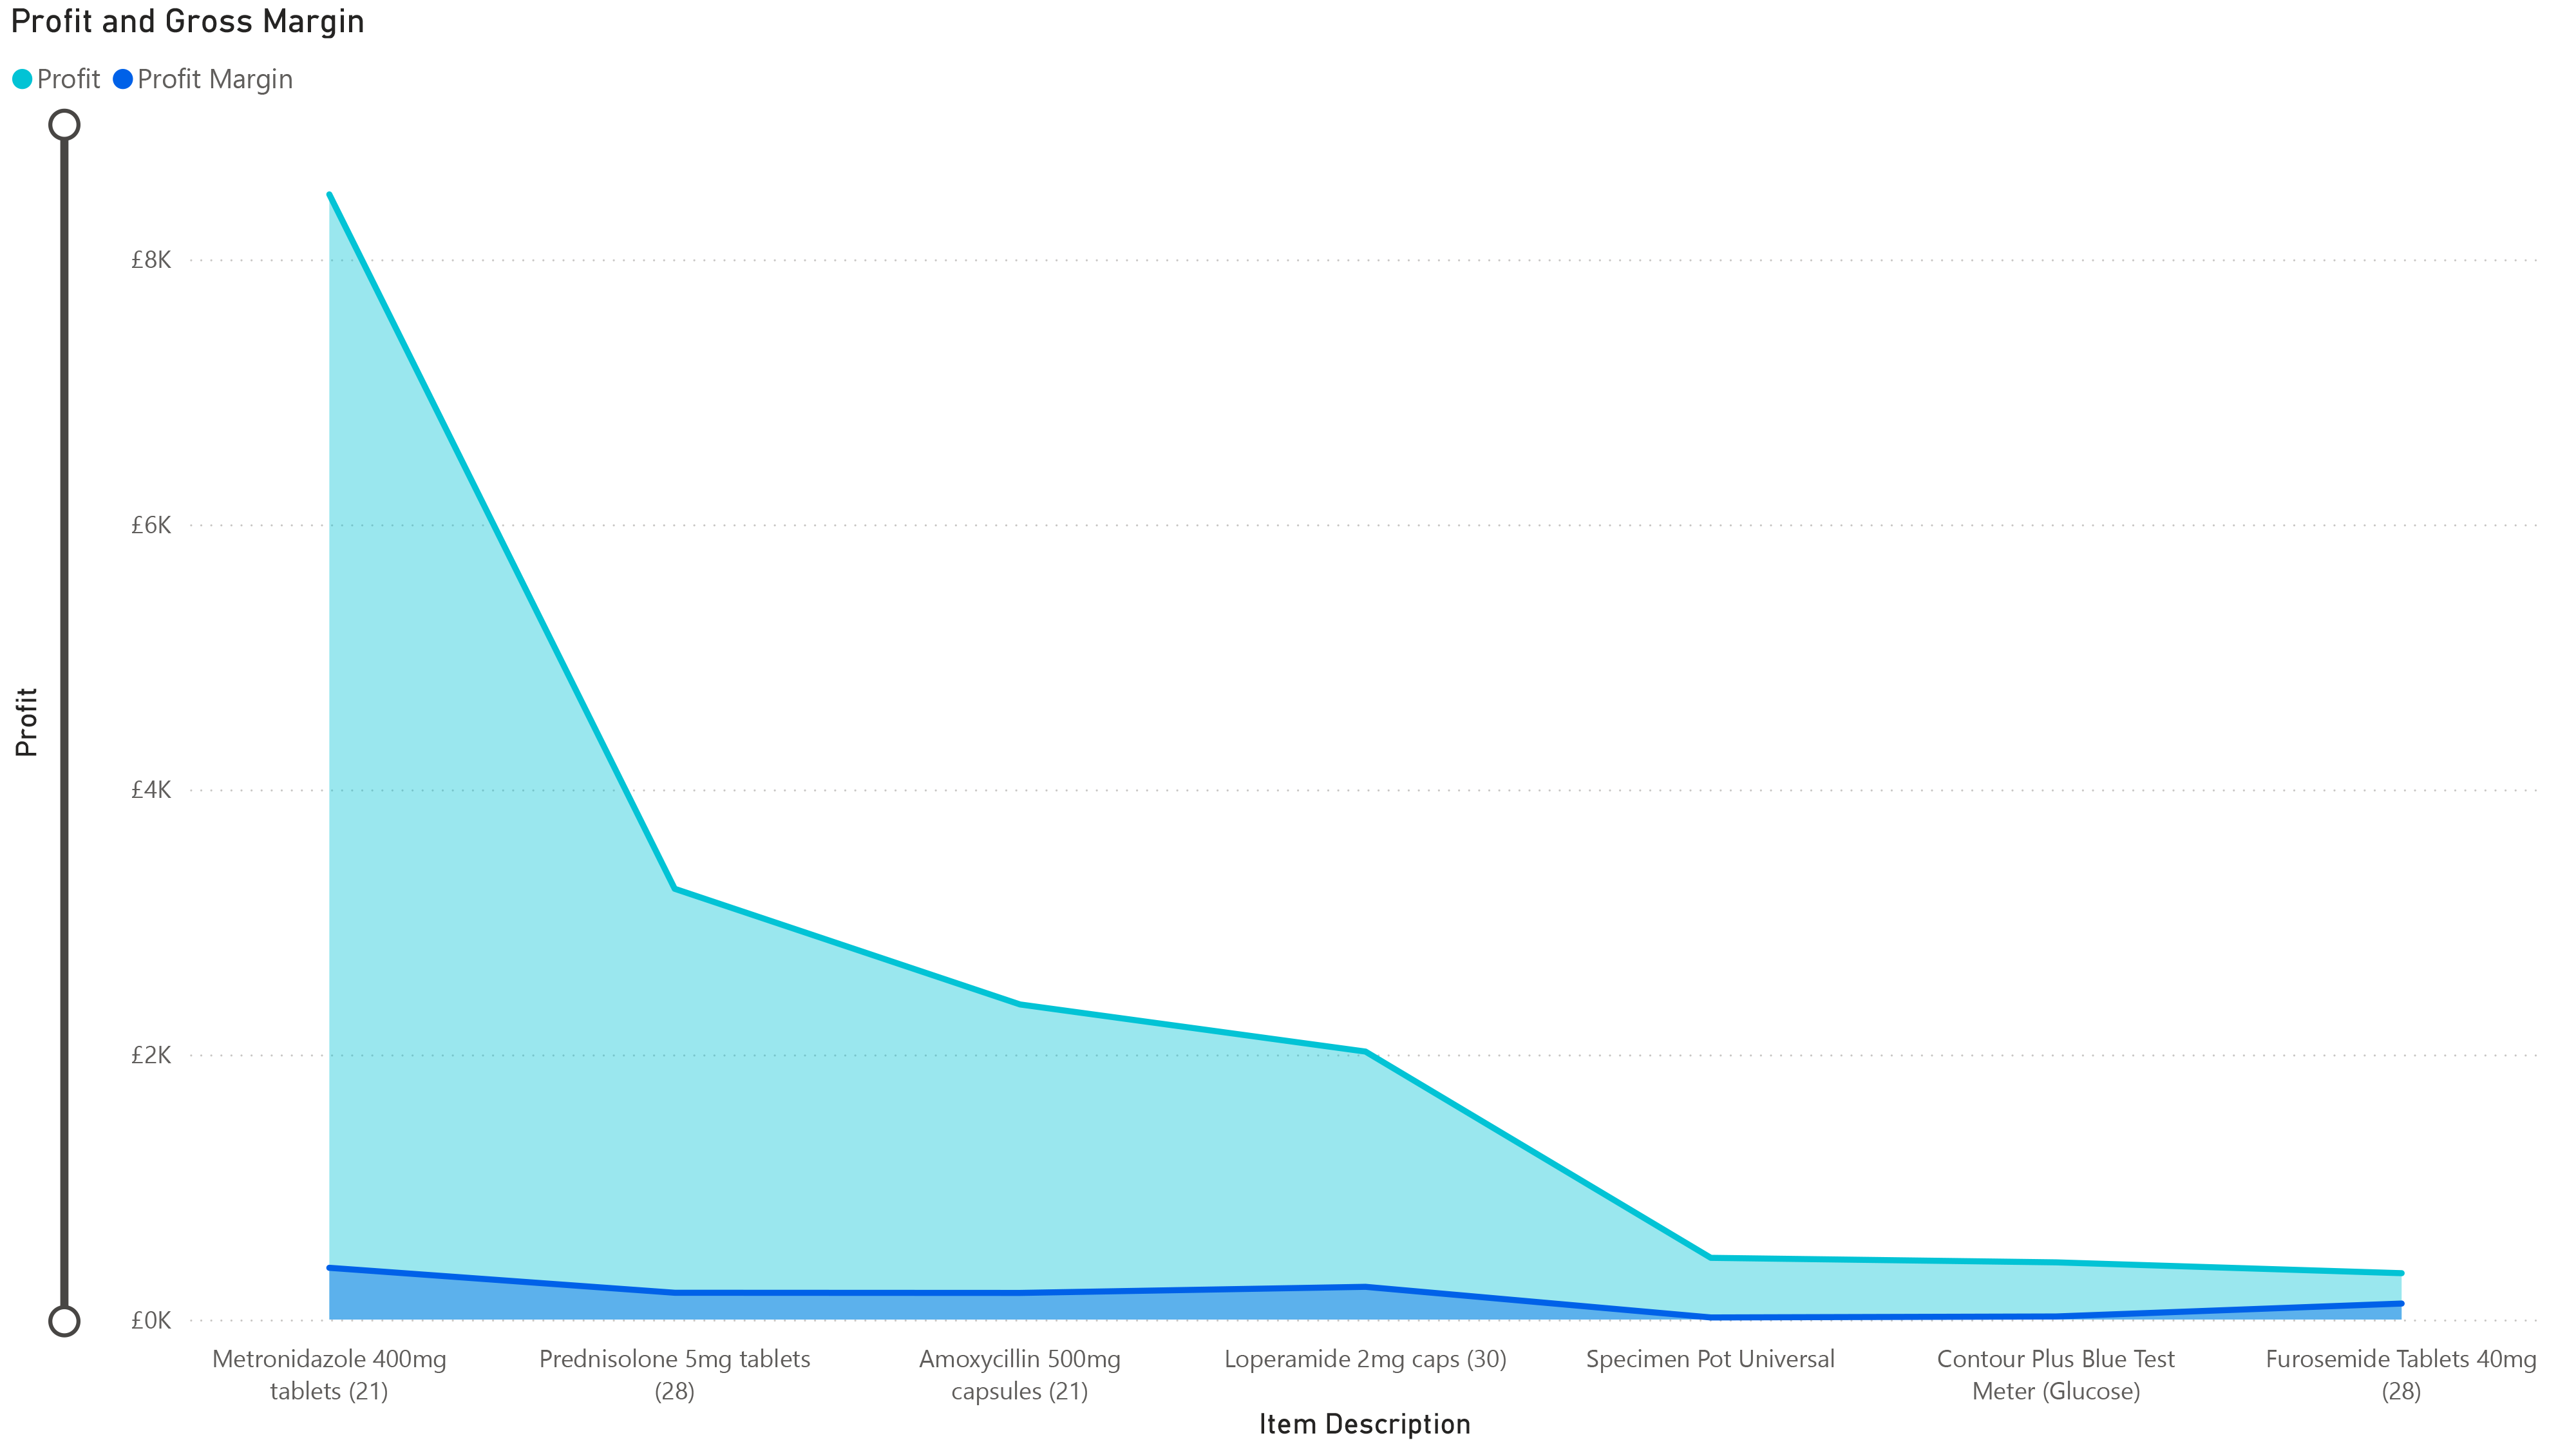 Profit and Gross Margin
Profit Profit Margin
£8K
£6K
£4K
£2K
£0K
Profit
Metronidazole 400mg
tablets (21)
Prednisolone 5mg tablets
(28)
Amoxycillin 500mg
capsules (21)
Loperamide 2mg caps (30)
Specimen Pot Universal
Contour Plus Blue Test
Meter (Glucose)
Furosemide Tablets 40mg
(28)
Item Description